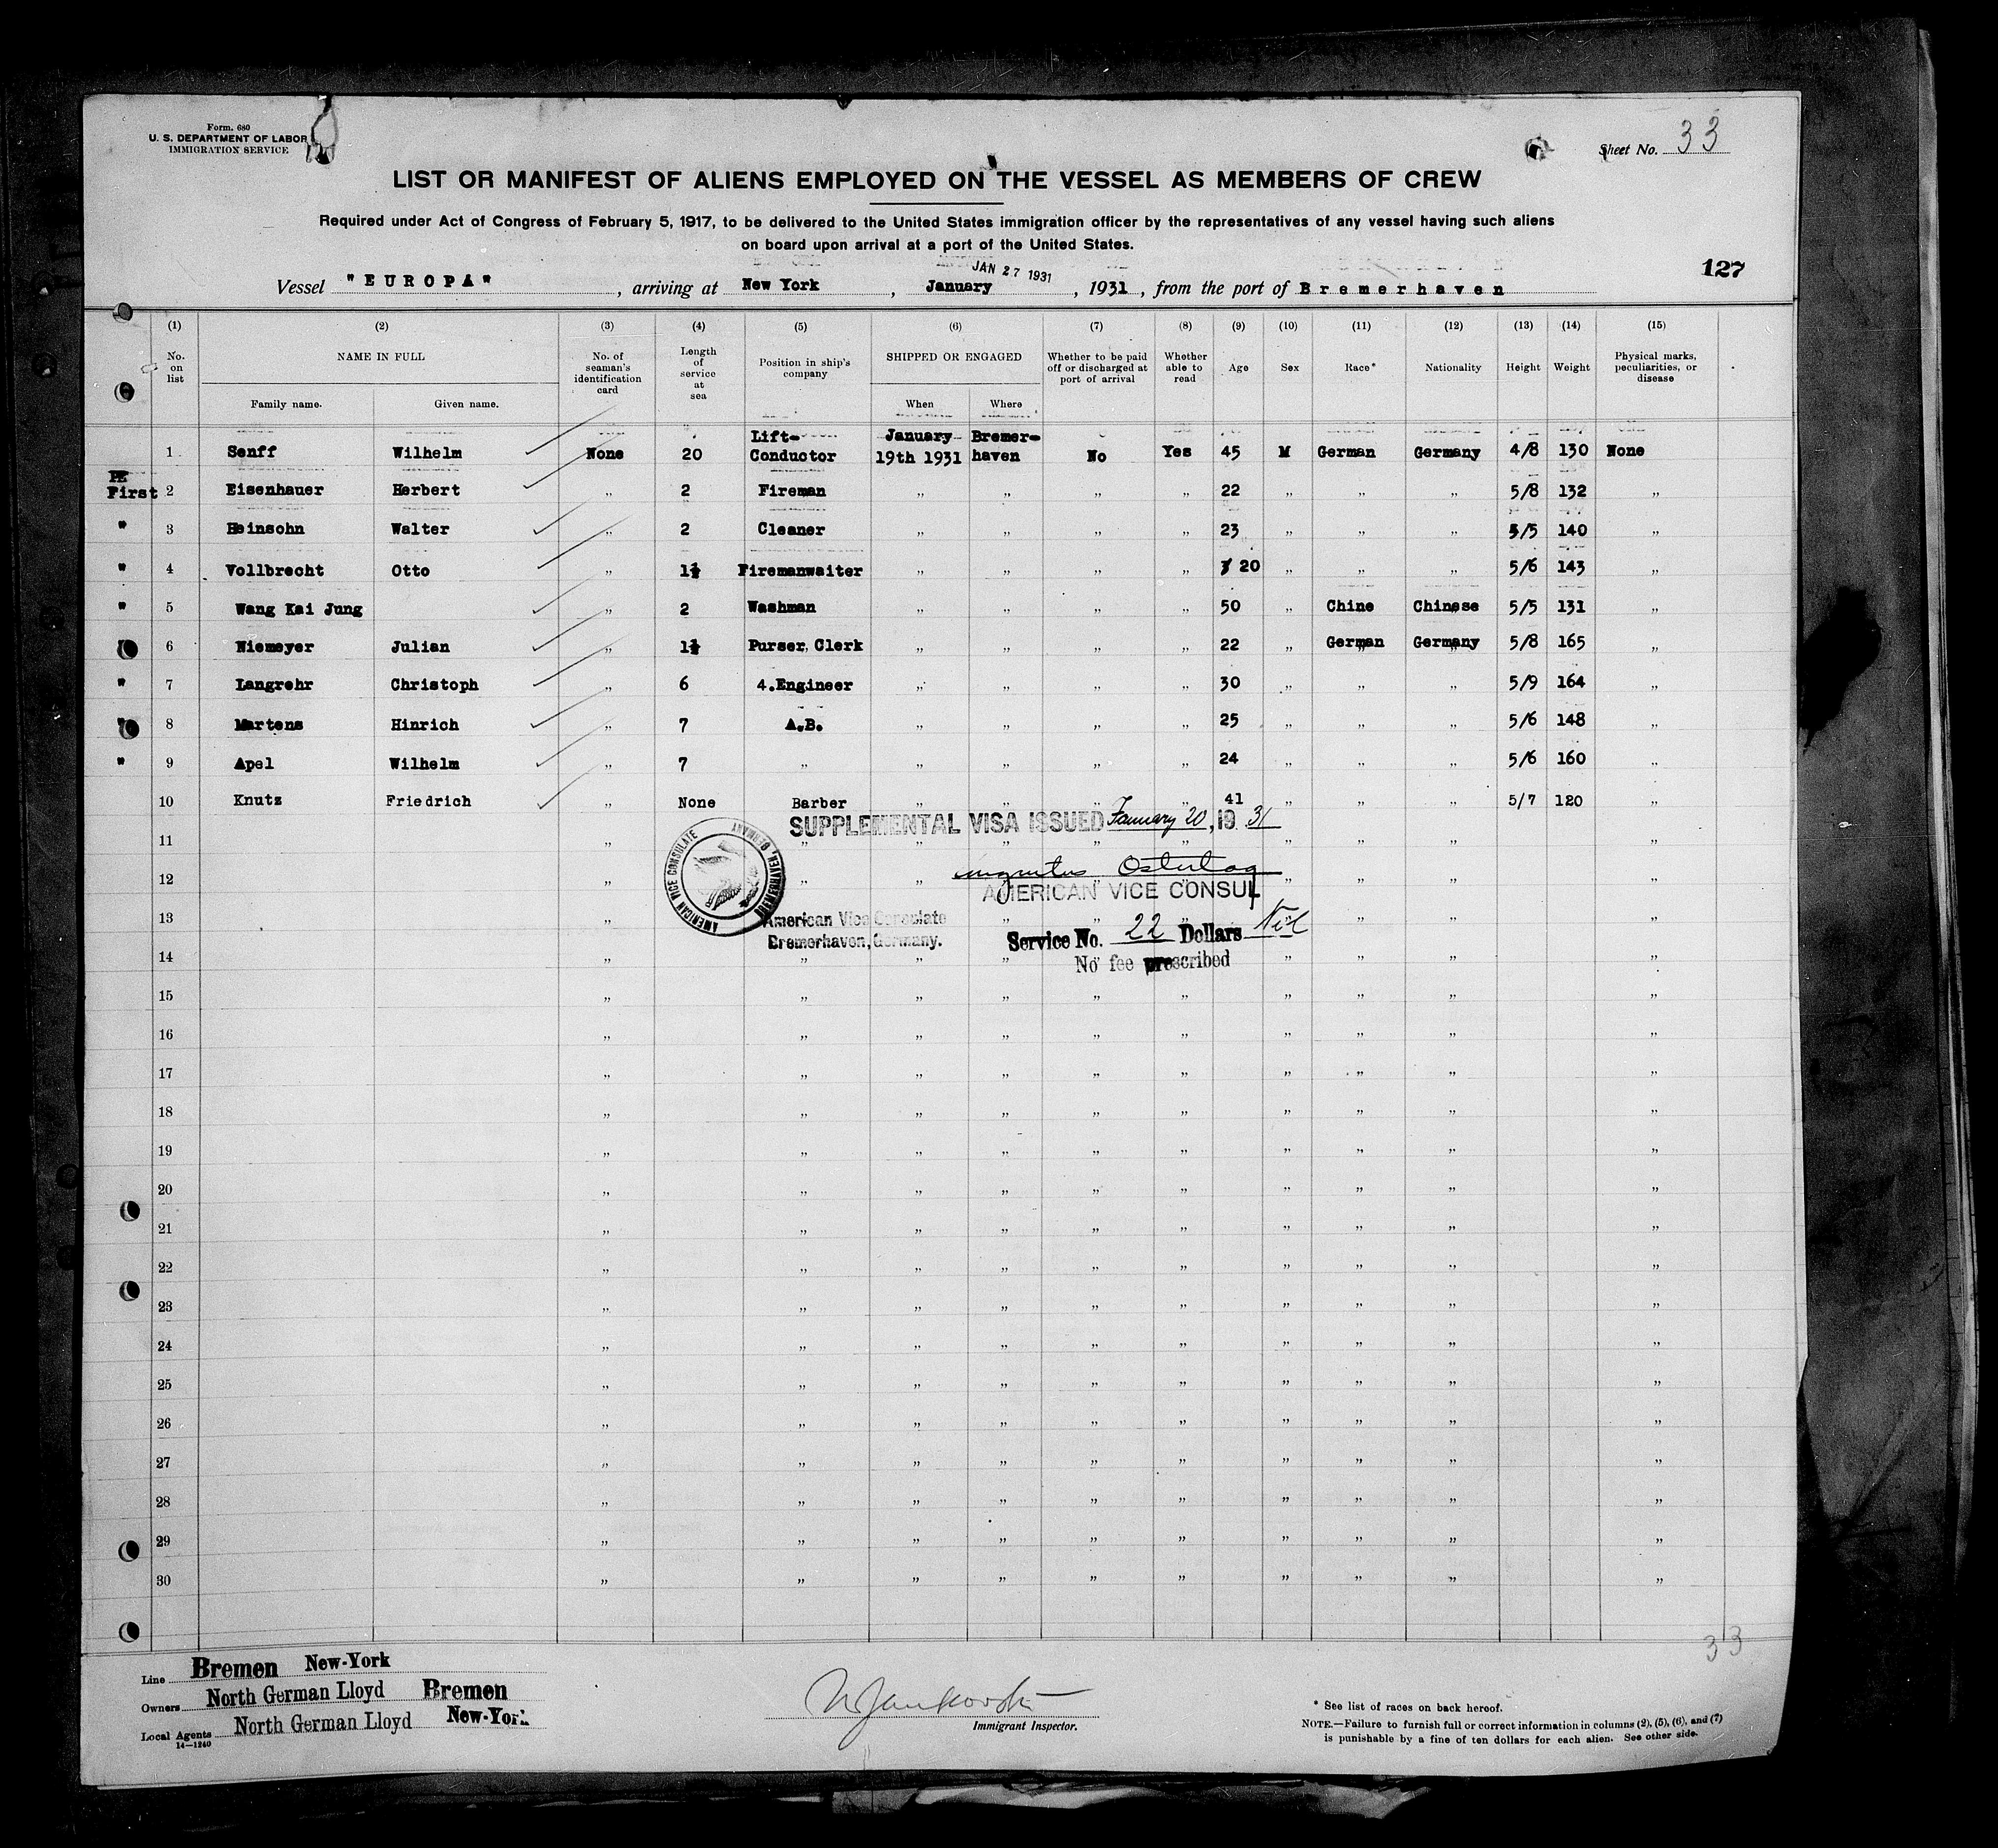 Form. 680
U. S. DEPARTMENT OF LABOR
IMMIGRATION SERVICE
Sheet No. 33
LIST OR MANIFEST OF ALIENS EMPLOYED ON THE VESSEL AS MEMBERS OF CREW
Required under Act of Congress of February 5, 1917, to be delivered to the United States immigration officer by the representatives of any vessel having such aliens
on board upon arrival at a port of the United States.
JAN 27 1931
127
Vessel "EUROPA", arriving at New York, January, 1931, from the port of Bremerhaven
(1) (2) (3) (4) (5) (6) (7) (8) (9) (10) (11) (12) (13) (14) (15)
No. on list NAME IN FULL Family name. Given name. No. of seaman's identification card Length of service at sea Position in ship's company SHIPPED OR ENGAGED When Where Whether to be paid off or discharged at port of arrival Whether able to read Age Sex Race* Nationality Height Weight Physical marks, peculiarities, or disease
1 Senff Wilhelm None 20 Lift-Conductor January 19th 1931 Bremer-haven No Yes 45 M German Germany 4/8 130 None
First 2 Eisenhauer Herbert „ 2 Fireman „ „ „ „ 22 „ „ „ 5/8 132 „
" 3 Heinsohn Walter „ 2 Cleaner „ „ „ „ 23 „ „ „ 5/5 140 „
" 4 Vollbrecht Otto „ 1½ Firemanwaiter „ „ „ „ 20 „ „ „ 5/6 143 „
" 5 Wang Kai Jung „ 2 Washman „ „ „ „ 50 „ Chine Chinese 5/5 131 „
" 6 Niemeyer Julian „ 1½ Purser Clerk „ „ „ „ 22 „ German Germany 5/8 165 „
" 7 Langrehr Christoph „ 6 4.Engineer „ „ „ „ 30 „ „ „ 5/9 164 „
" 8 Martens Hinrich „ 7 A.B. „ „ „ „ 25 „ „ „ 5/6 148 „
" 9 Apel Wilhelm „ 7 „ „ „ „ „ 24 „ „ „ 5/6 160 „
10 Knutz Friedrich „ None Barber „ „ „ „ 41 „ „ „ 5/7 120 „
SUPPLEMENTAL VISA ISSUED January 20, 1931
11
12
AMERICAN VICE CONSULATE BREMERHAVEN, GERMANY
Ostertag
AMERICAN VICE CONSUL
13
American Vice Consulate
Bremerhaven, Germany.
Service No. 22 Dollars Nil
14
No fee prescribed
15
16
17
18
19
20
21
22
23
24
25
26
27
28
29
30
33
Line Bremen New-York
Owners North German Lloyd Bremen
Local Agents North German Lloyd New-York
14—1240
Immigrant Inspector.
* See list of races on back hereof.
NOTE.—Failure to furnish full or correct information in columns (2), (5), (6), and (7)
is punishable by a fine of ten dollars for each alien. See other side.